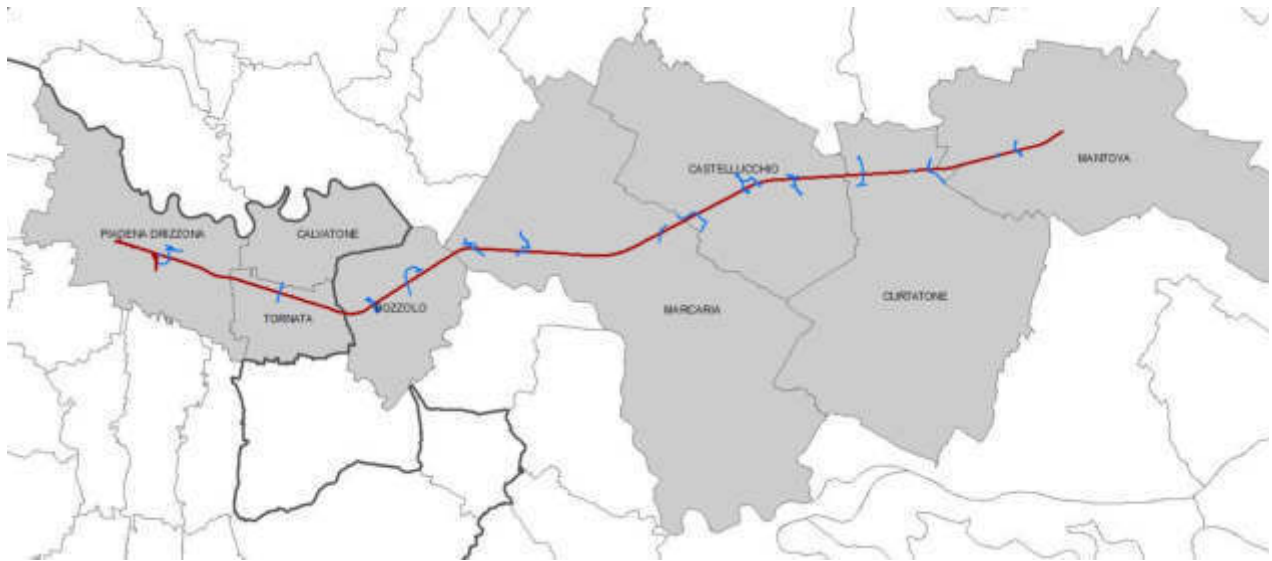 MANTOVA
CASTELLUCCHIO
PIADENA DRIZZONA
CALVATONE
CURTATONE
BOZZOLO
MARCARIA
TORNATA